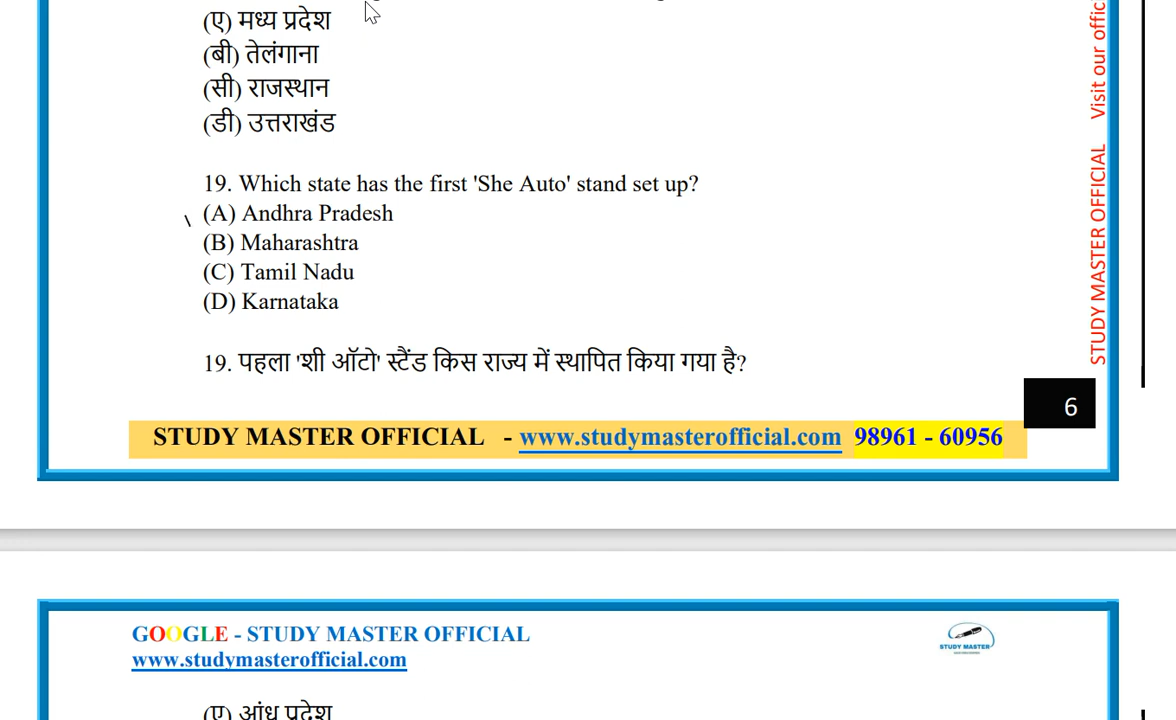 (ए) मध्य प्रदेश
(बी) तेलंगाना
(सी) राजस्थान
(डी) उत्तराखंड
19. Which state has the first 'She Auto' stand set up?
(A) Andhra Pradesh
(B) Maharashtra
(C) Tamil Nadu
(D) Karnataka
19. पहला 'शी ऑटो' स्टैंड किस राज्य में स्थापित किया गया है?
6
STUDY MASTER OFFICIAL - www.studymasterofficial.com 98961 - 60956
STUDY MASTER OFFICIAL Visit our offic
GOOGLE - STUDY MASTER OFFICIAL
www.studymasterofficial.com
STUDY MASTER
(ए) आंध्र प्रदेश